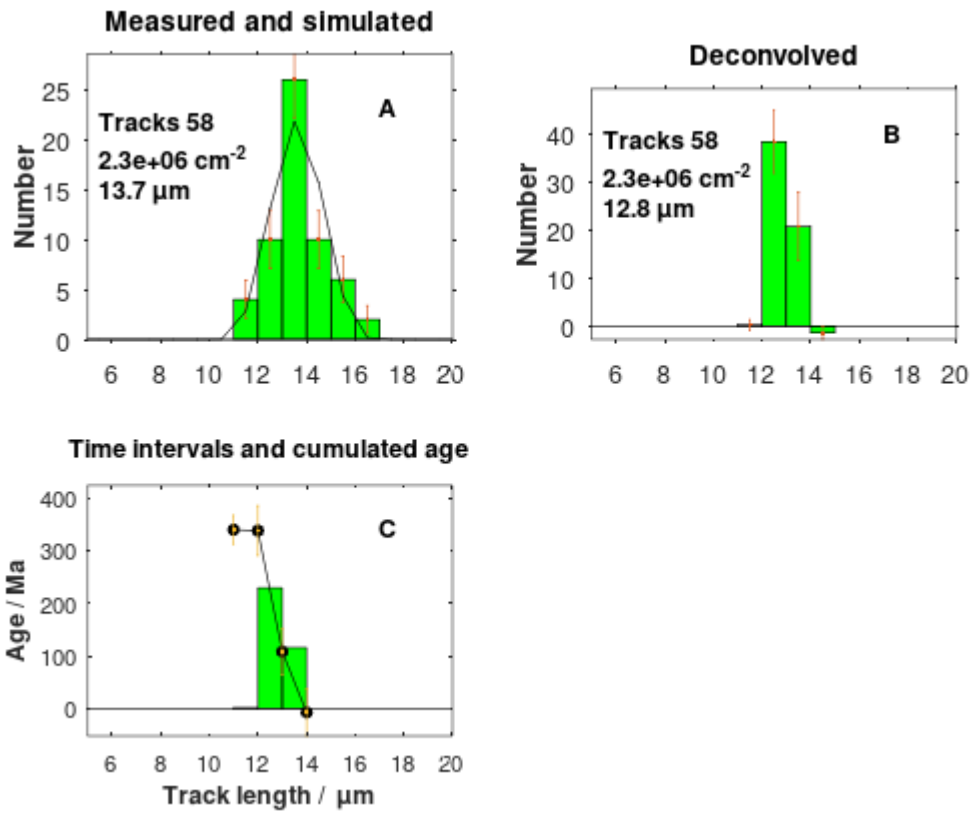 Measured and simulated
25
20
15
10
5
0
Number
Tracks 58
2.3e+06 cm-2
13.7 µm
A
6 8 10 12 14 16 18 20
Deconvolved
40
30
20
10
0
Number
Tracks 58
2.3e+06 cm-2
12.8 µm
B
6 8 10 12 14 16 18 20
Time intervals and cumulated age
400
300
200
100
0
Age / Ma
C
6 8 10 12 14 16 18 20
Track length / µm